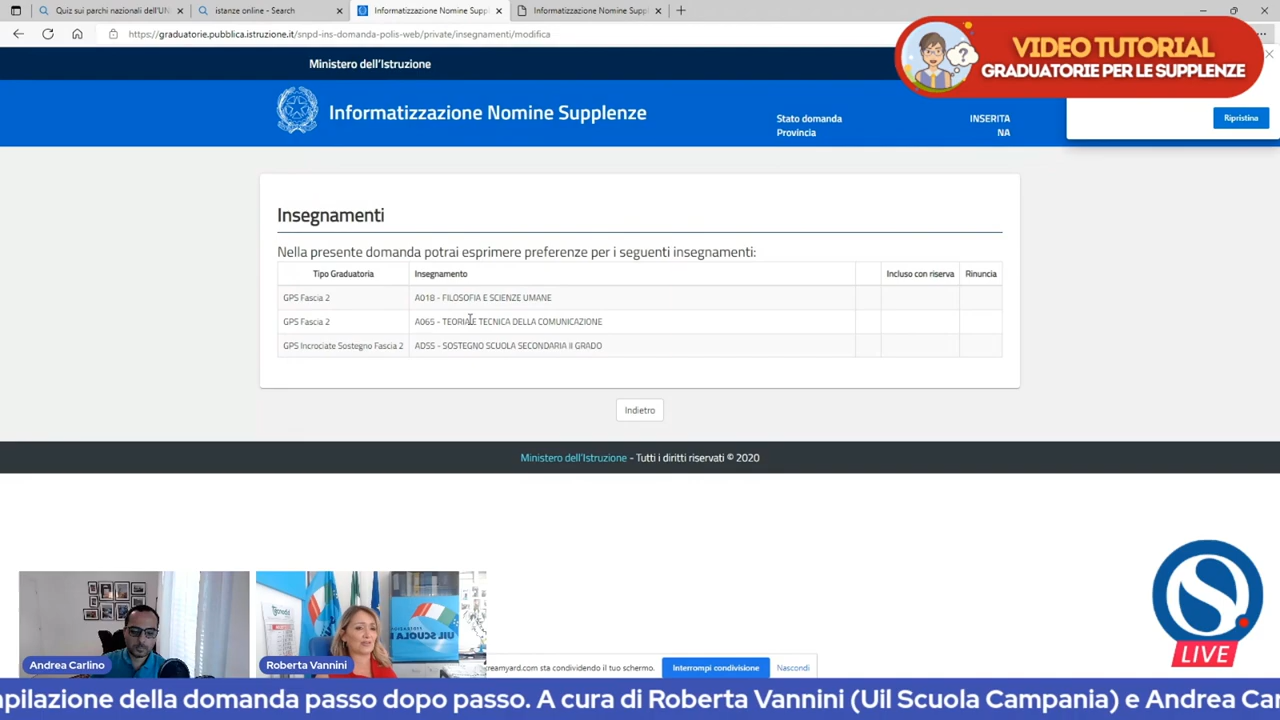 Quiz sui parchi nazionali dell'UN
istanze online - Search
Informatizzazione Nomine Suppl
Informatizzazione Nomine Suppl
https://graduatorie.pubblica.istruzione.it/snpd-ins-domanda-polis-web/private/insegnamenti/modifica
VIDEO TUTORIAL
GRADUATORIE PER LE SUPPLENZE
Ministero dell'Istruzione
Informatizzazione Nomine Supplenze
Stato domanda INSERITA
Provincia NA
Ripristina
Insegnamenti
Nella presente domanda potrai esprimere preferenze per i seguenti insegnamenti:
Tipo Graduatoria Insegnamento Incluso con riserva Rinuncia
GPS Fascia 2 A018 - FILOSOFIA E SCIENZE UMANE
GPS Fascia 2 A065 - TEORIA E TECNICA DELLA COMUNICAZIONE
GPS Incrociate Sostegno Fascia 2 ADSS - SOSTEGNO SCUOLA SECONDARIA II GRADO
Indietro
Ministero dell'Istruzione - Tutti i diritti riservati © 2020
UIL SCUOLA
Andrea Carlino
Roberta Vannini
reamyard.com sta condividendo il tuo schermo.
Interrompi condivisione
Nascondi
S
LIVE
pilazione della domanda passo dopo passo. A cura di Roberta Vannini (Uil Scuola Campania) e Andrea Car